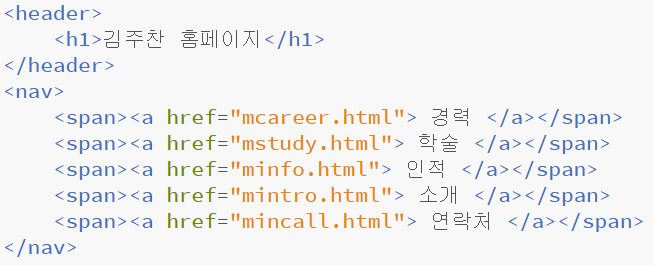 <header>
    <h1>김주찬 홈페이지</h1>
</header>
<nav>
    <span><a href="mcareer.html"> 경력 </a></span>
    <span><a href="mstudy.html"> 학술 </a></span>
    <span><a href="minfo.html"> 인적 </a></span>
    <span><a href="mintro.html"> 소개 </a></span>
    <span><a href="mincall.html"> 연락처 </a></span>
</nav>